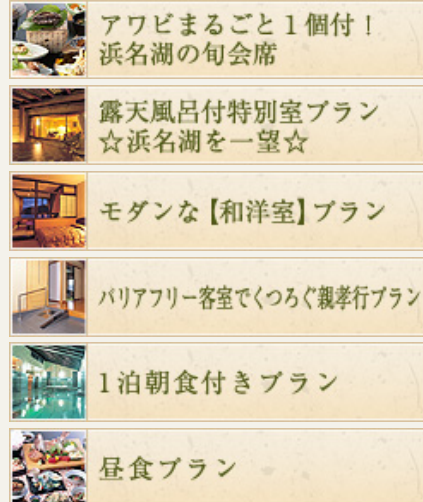 アワビまるごと１個付！
浜名湖の旬会席
露天風呂付特別室プラン
☆浜名湖を一望☆
モダンな【和洋室】プラン
バリアフリー客室でくつろぐ親孝行プラン
1泊朝食付きプラン
昼食プラン